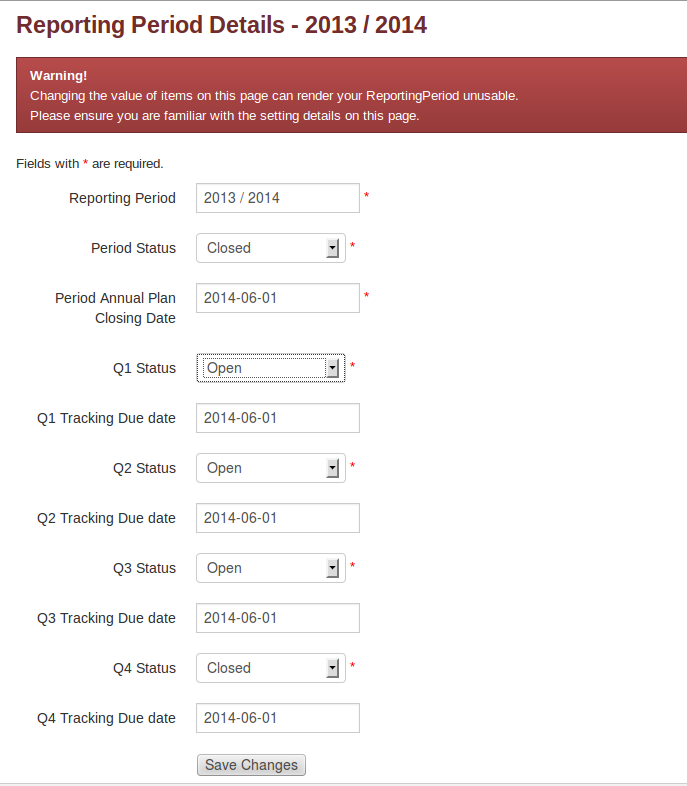 Reporting Period Details - 2013 / 2014
Warning!
Changing the value of items on this page can render your ReportingPeriod unusable.
Please ensure you are familiar with the setting details on this page.
Fields with * are required.
Reporting Period 2013 / 2014 *
Period Status Closed *
Period Annual Plan
Closing Date 2014-06-01 *
Q1 Status Open *
Q1 Tracking Due date 2014-06-01
Q2 Status Open *
Q2 Tracking Due date 2014-06-01
Q3 Status Open *
Q3 Tracking Due date 2014-06-01
Q4 Status Closed *
Q4 Tracking Due date 2014-06-01
Save Changes